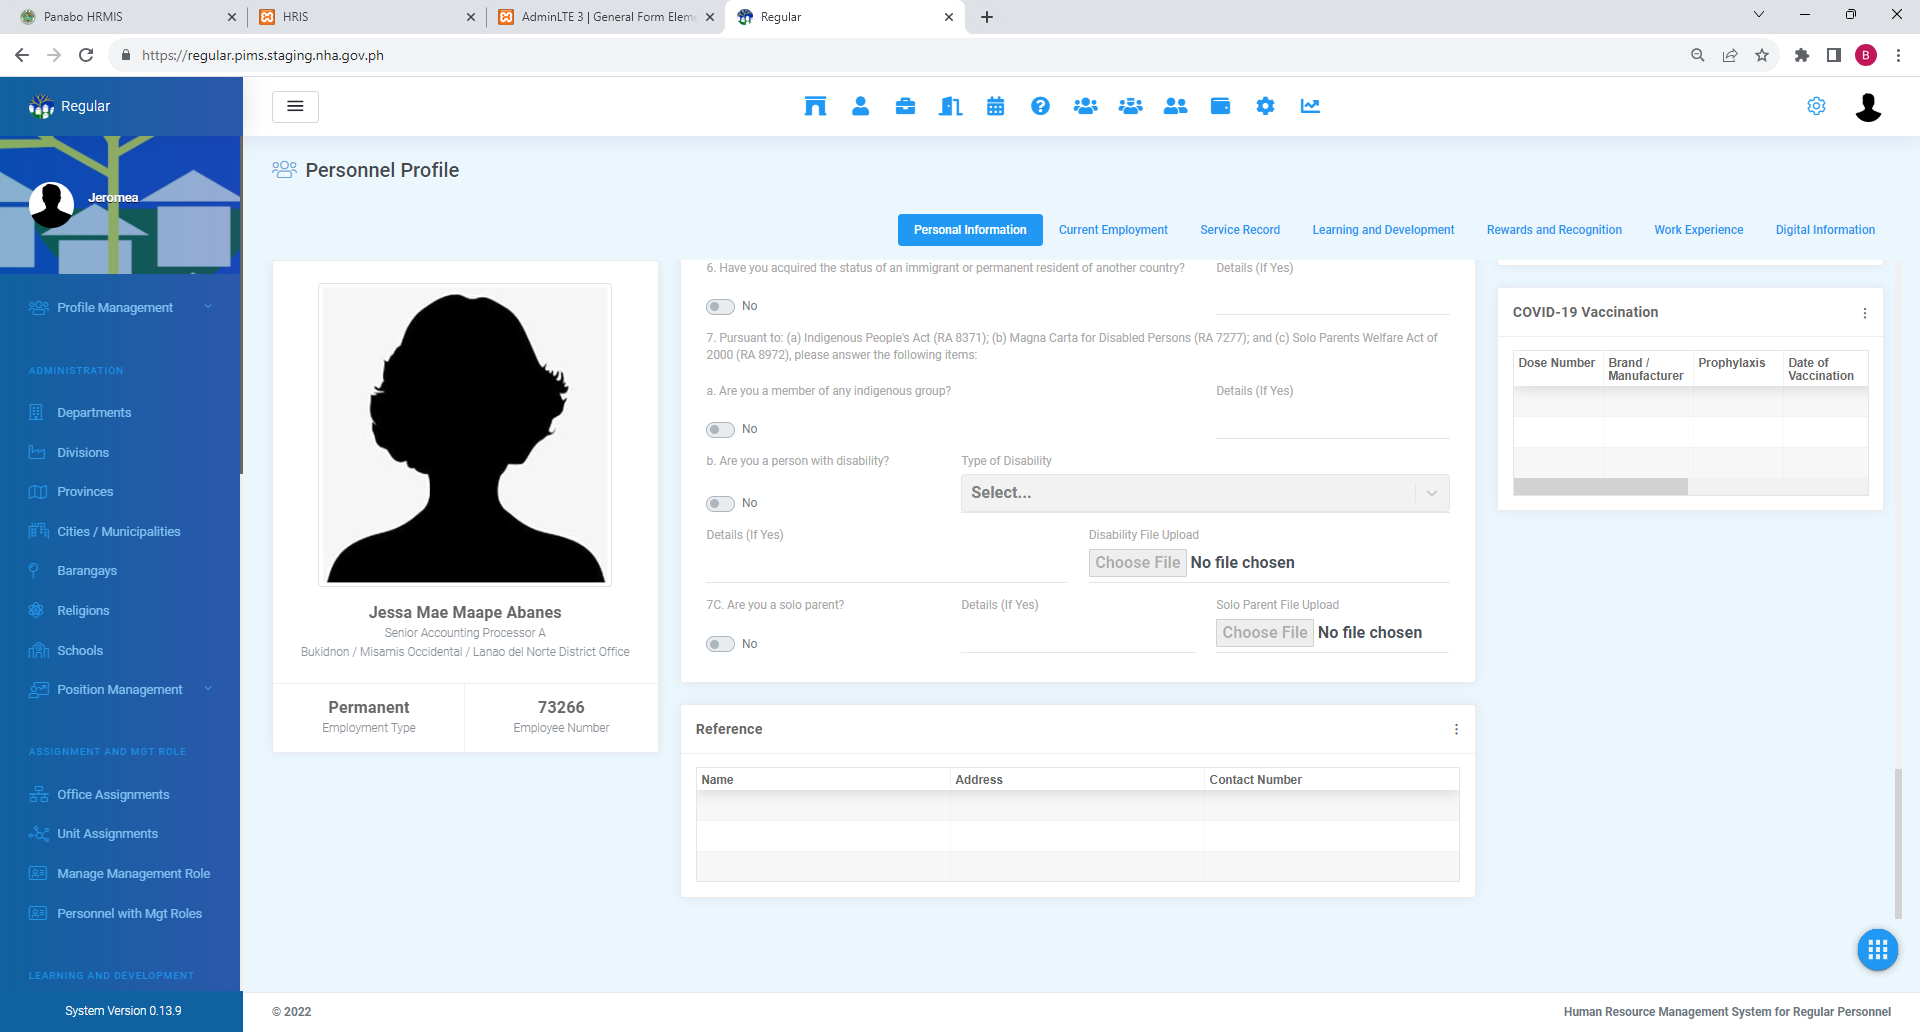 Panabo HRMIS
HRIS
AdminLTE 3 | General Form Eleme
Regular
https://regular.pims.staging.nha.gov.ph
B
Regular
Jeromea
Profile Management
ADMINISTRATION
Departments
Divisions
Provinces
Cities / Municipalities
Barangays
Religions
Schools
Position Management
ASSIGNMENT AND MGT ROLE
Office Assignments
Unit Assignments
Manage Management Role
Personnel with Mgt Roles
LEARNING AND DEVELOPMENT
System Version 0.13.9
Personnel Profile
Personal Information
Current Employment
Service Record
Learning and Development
Rewards and Recognition
Work Experience
Digital Information
Jessa Mae Maape Abanes
Senior Accounting Processor A
Bukidnon / Misamis Occidental / Lanao del Norte District Office
Permanent
Employment Type
73266
Employee Number
6. Have you acquired the status of an immigrant or permanent resident of another country?
Details (If Yes)
No
7. Pursuant to: (a) Indigenous People's Act (RA 8371); (b) Magna Carta for Disabled Persons (RA 7277); and (c) Solo Parents Welfare Act of
2000 (RA 8972), please answer the following items:
a. Are you a member of any indigenous group?
Details (If Yes)
No
b. Are you a person with disability?
Type of Disability
No
Select...
Details (If Yes)
Disability File Upload
Choose File No file chosen
7C. Are you a solo parent?
Details (If Yes)
Solo Parent File Upload
No
Choose File No file chosen
Reference
Name
Address
Contact Number
COVID-19 Vaccination
Dose Number
Brand /
Manufacturer
Prophylaxis
Date of
Vaccination
© 2022
Human Resource Management System for Regular Personnel